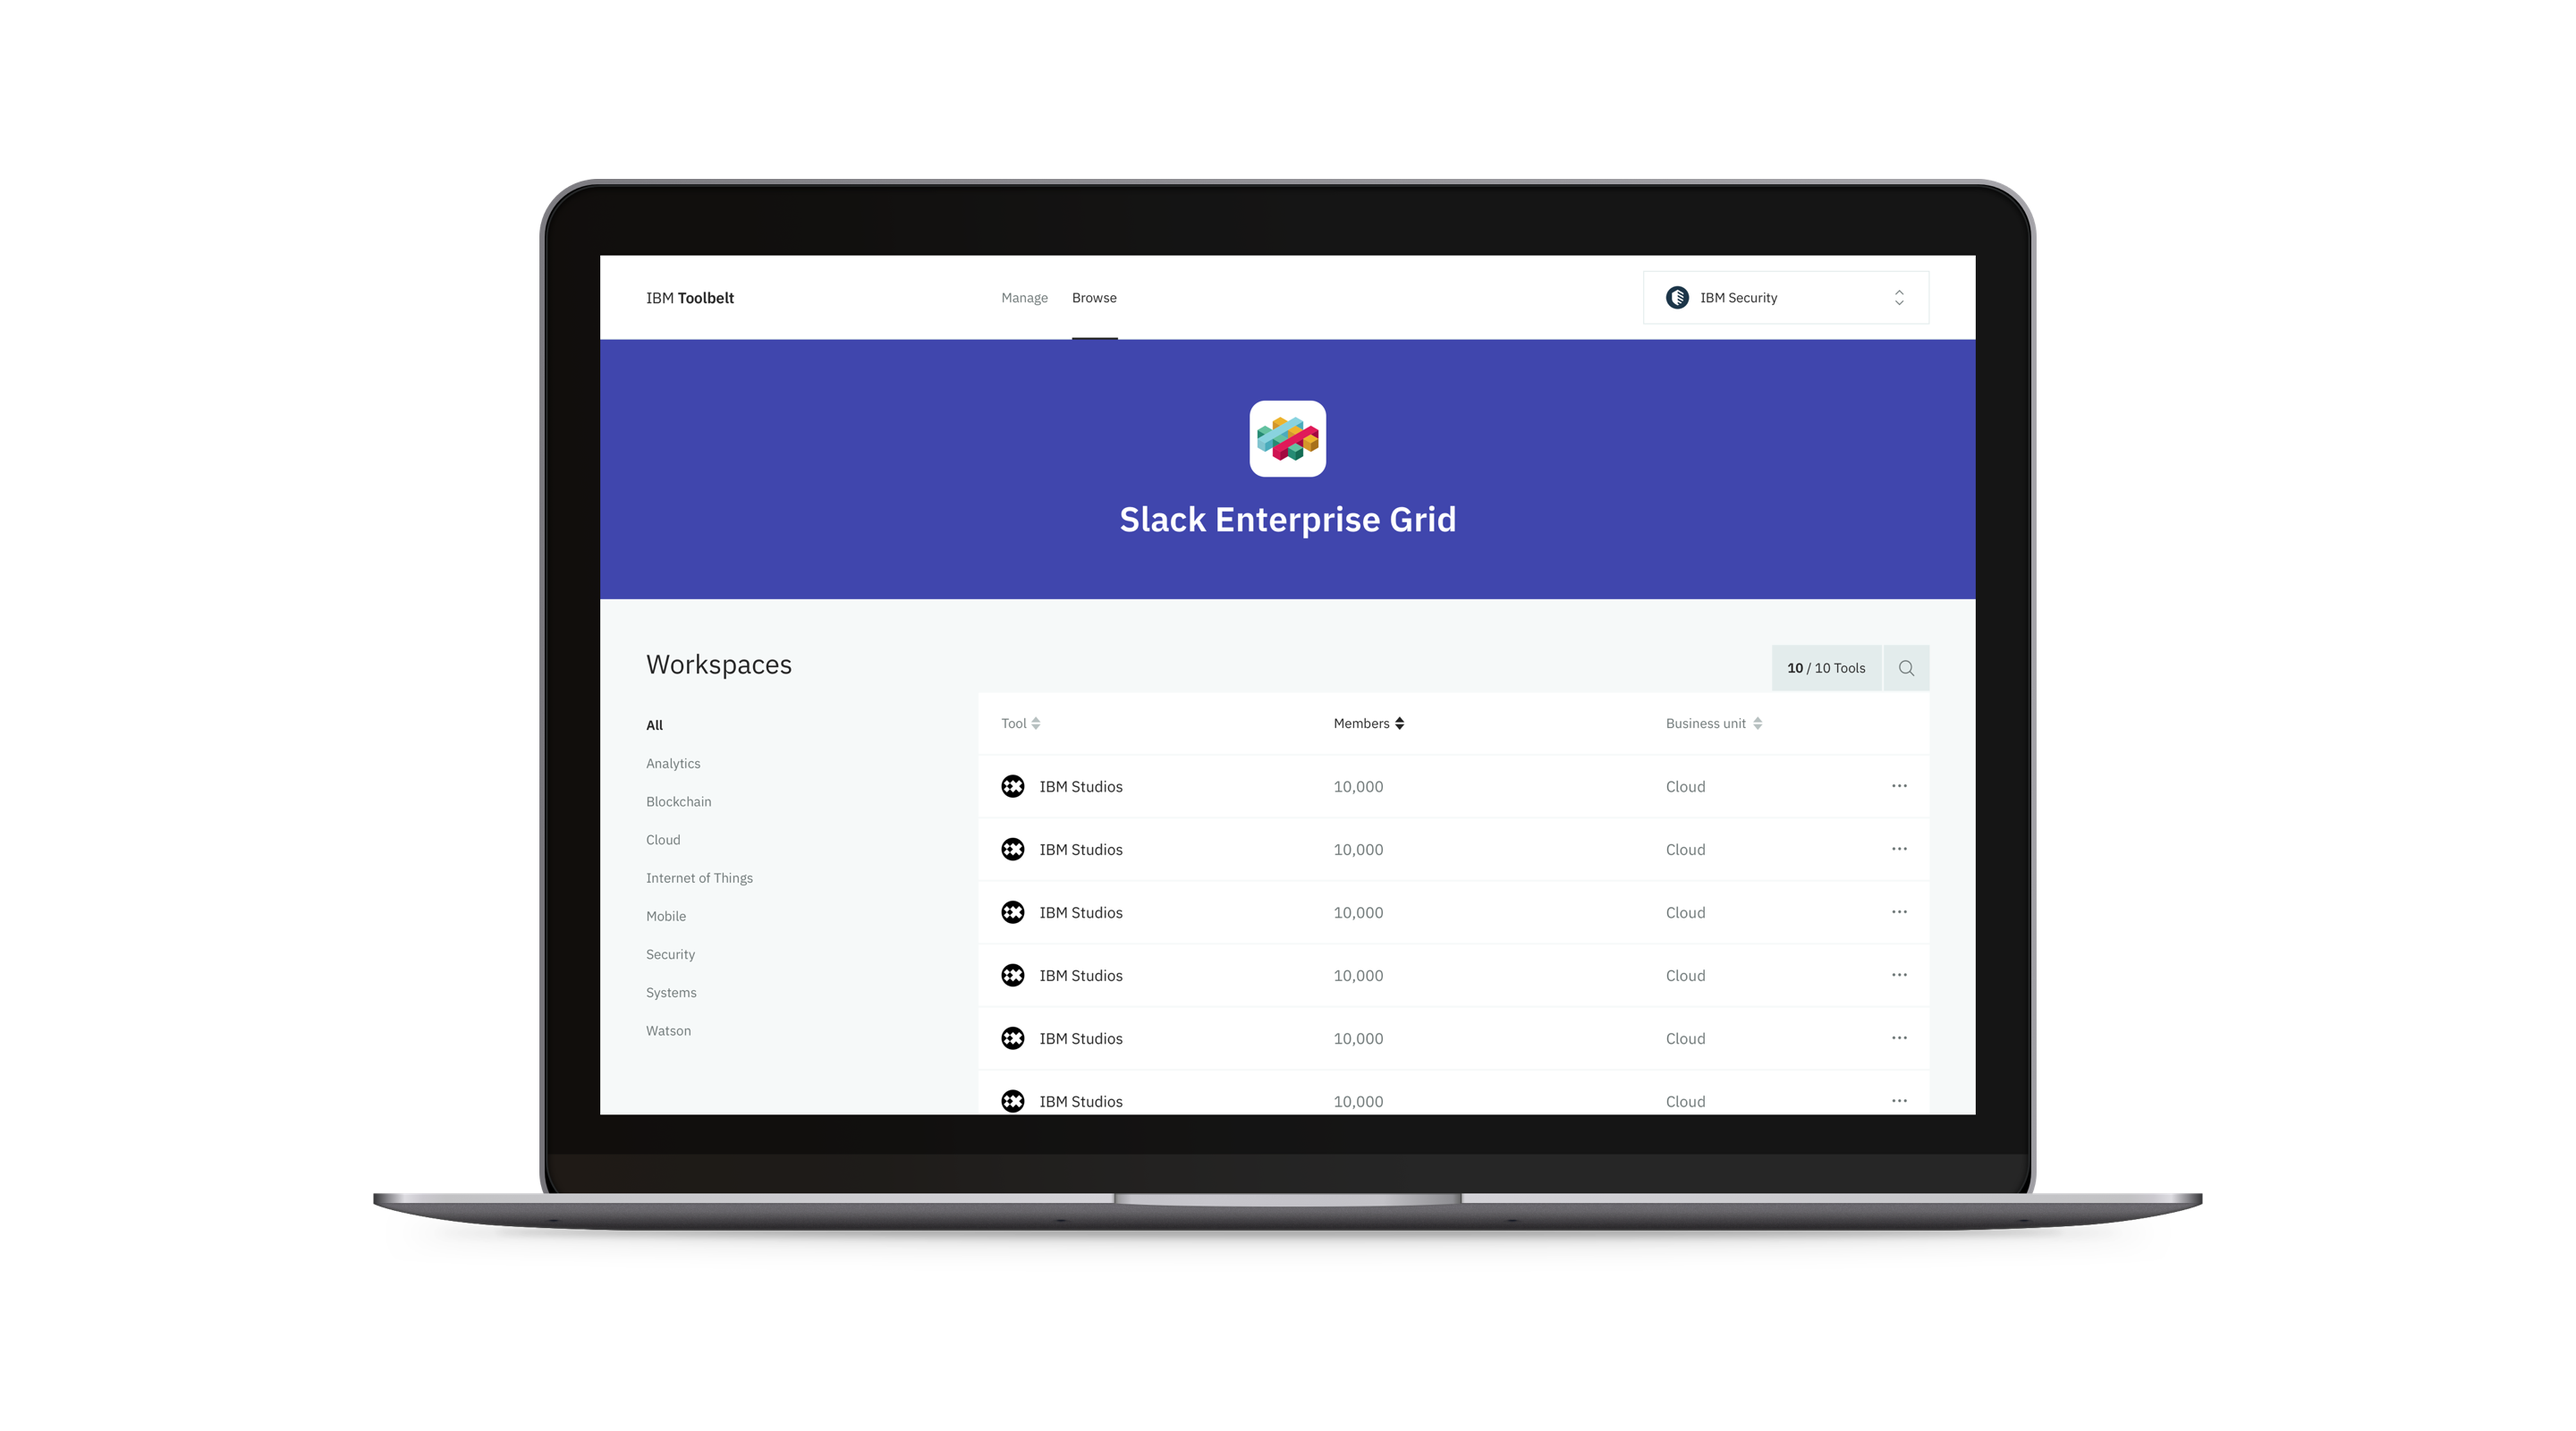 IBM Toolbelt
Manage Browse
IBM Security
Slack Enterprise Grid
Workspaces
10 / 10 Tools
All
Analytics
Blockchain
Cloud
Internet of Things
Mobile
Security
Systems
Watson
Tool Members Business unit
IBM Studios 10,000 Cloud
IBM Studios 10,000 Cloud
IBM Studios 10,000 Cloud
IBM Studios 10,000 Cloud
IBM Studios 10,000 Cloud
IBM Studios 10,000 Cloud